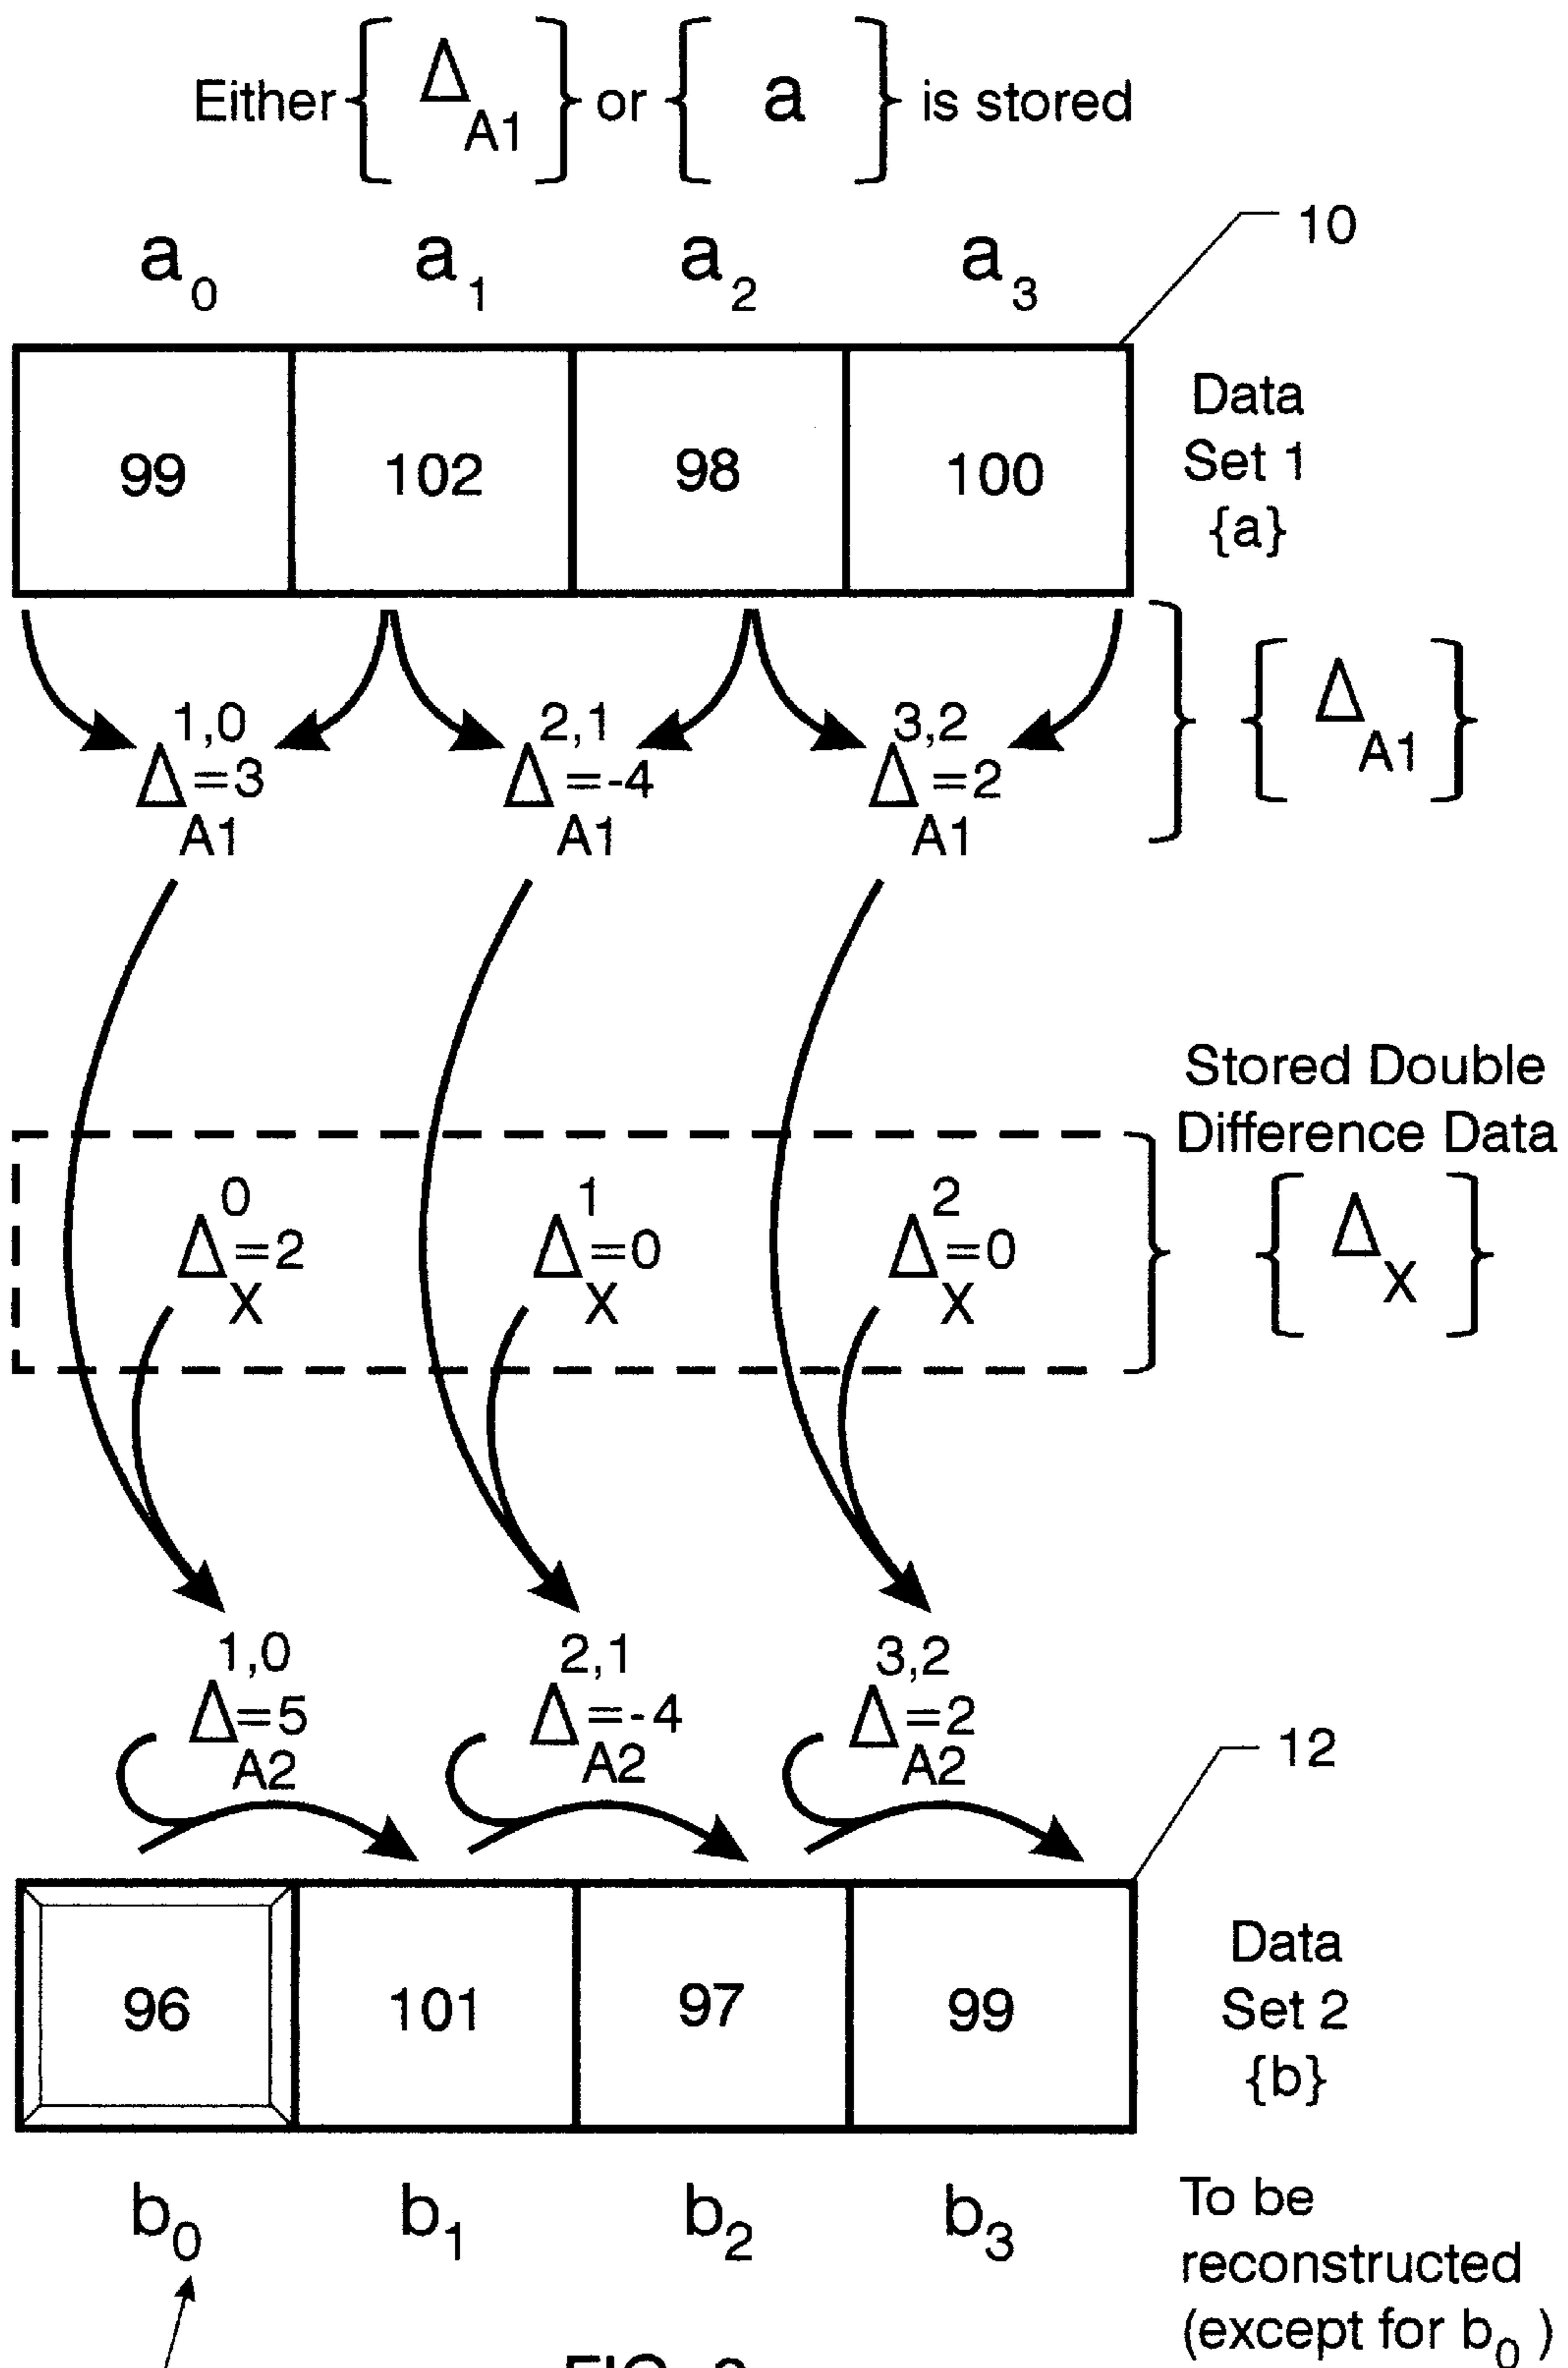 Either { Δ A1 } or { a } is stored
a0 a1 a2 a3 10
99 102 98 100
Data
Set 1
{a}
1,0 2,1 3,2
Δ=3 Δ=-4 Δ=2
A1 A1 A1
{ Δ A1 }
Stored Double
Difference Data
0 1 2
Δ=2 Δ=0 Δ=0
X X X
{ Δ X }
1,0 2,1 3,2
Δ=5 Δ=-4 Δ=2
A2 A2 A2
12
96 101 97 99
Data
Set 2
{b}
b0 b1 b2 b3
To be
reconstructed
(except for b0 )